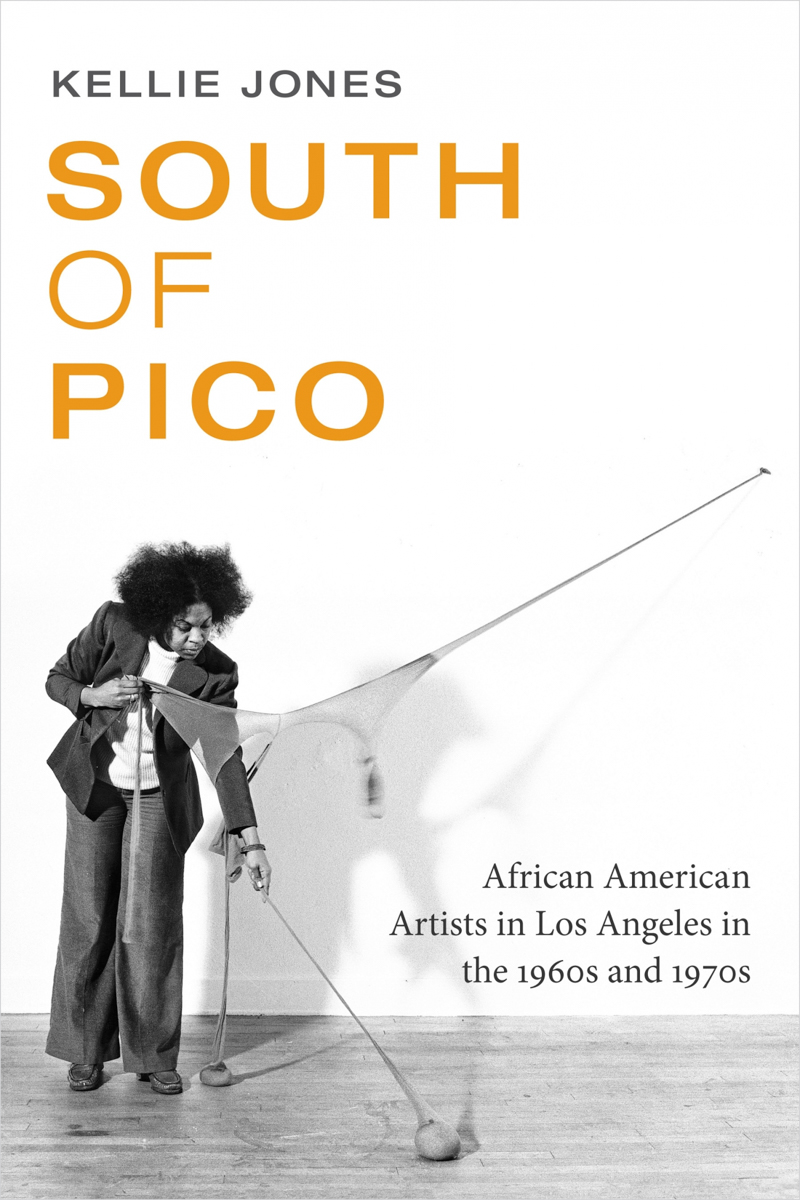 KELLIE JONES
SOUTH
OF
PICO
African American
Artists in Los Angeles in
the 1960s and 1970s